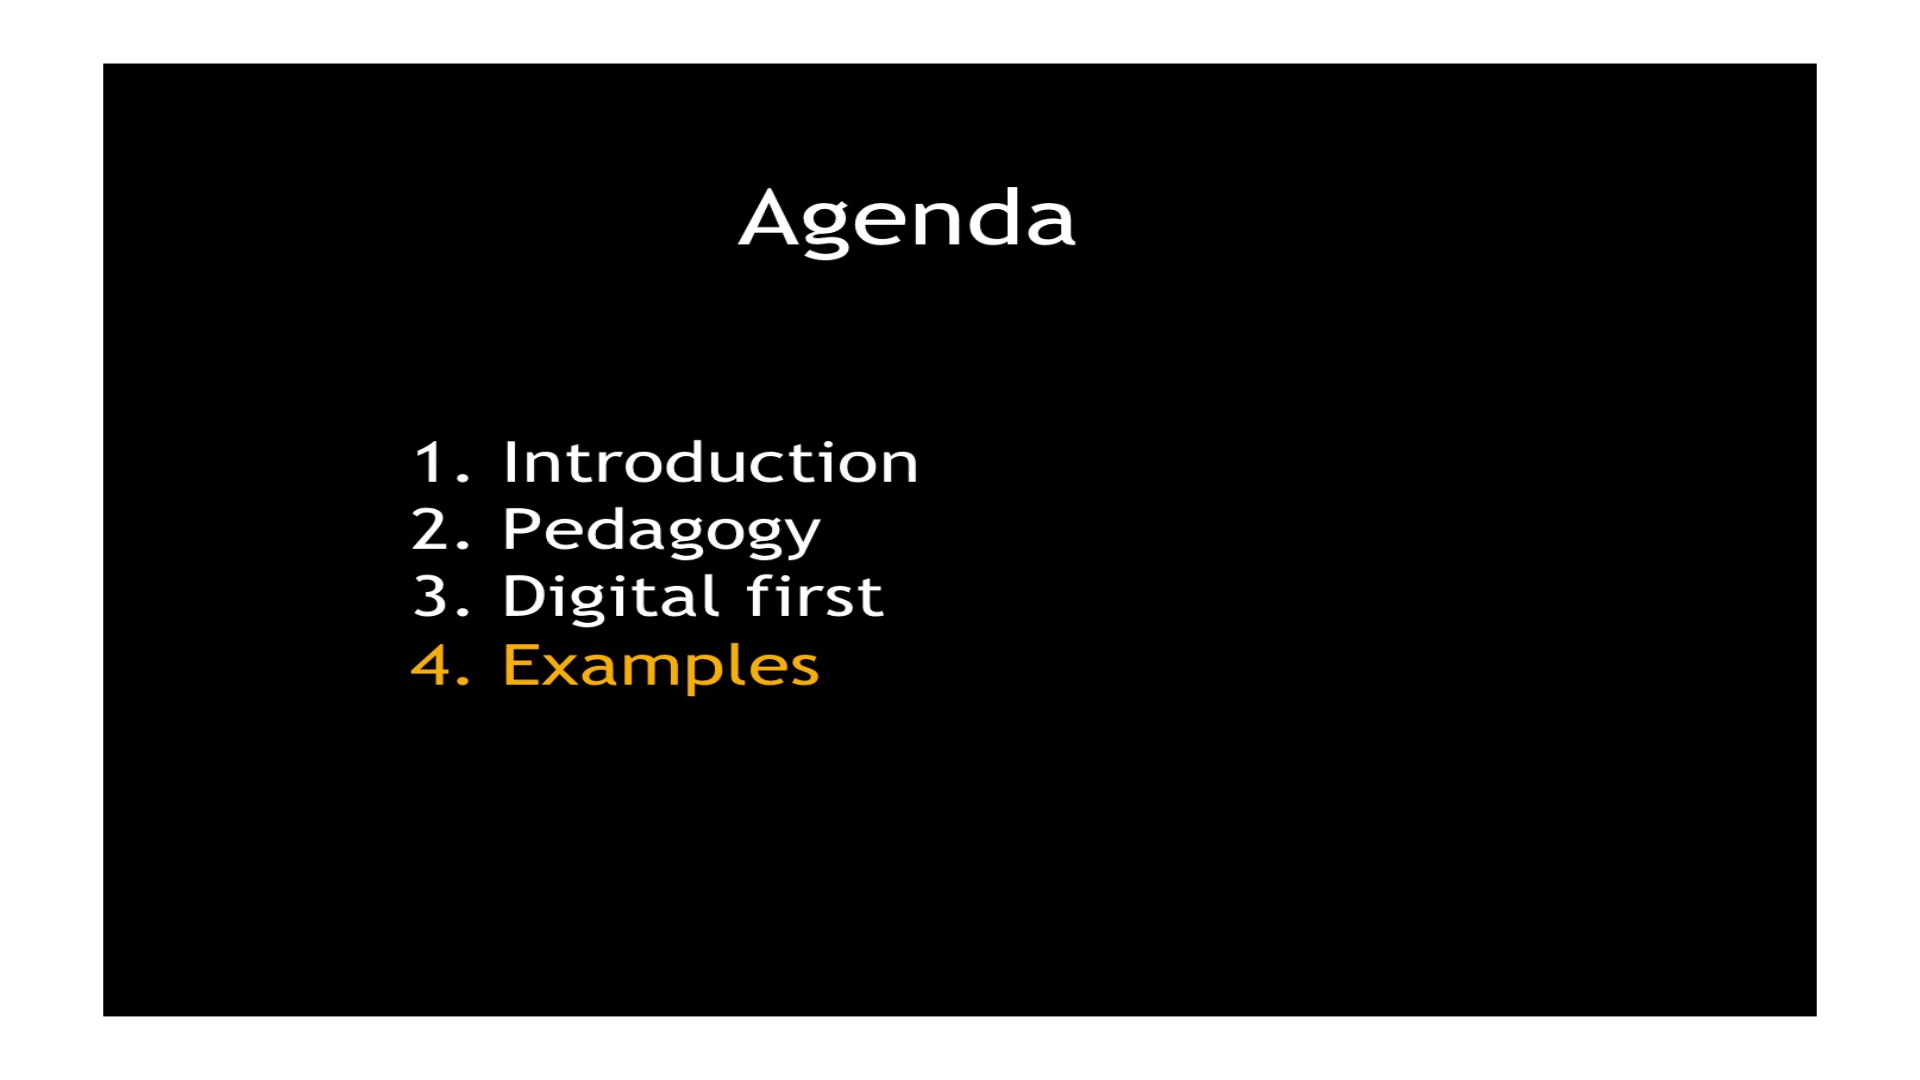 Agenda
1. Introduction
2. Pedagogy
3. Digital first
4. Examples